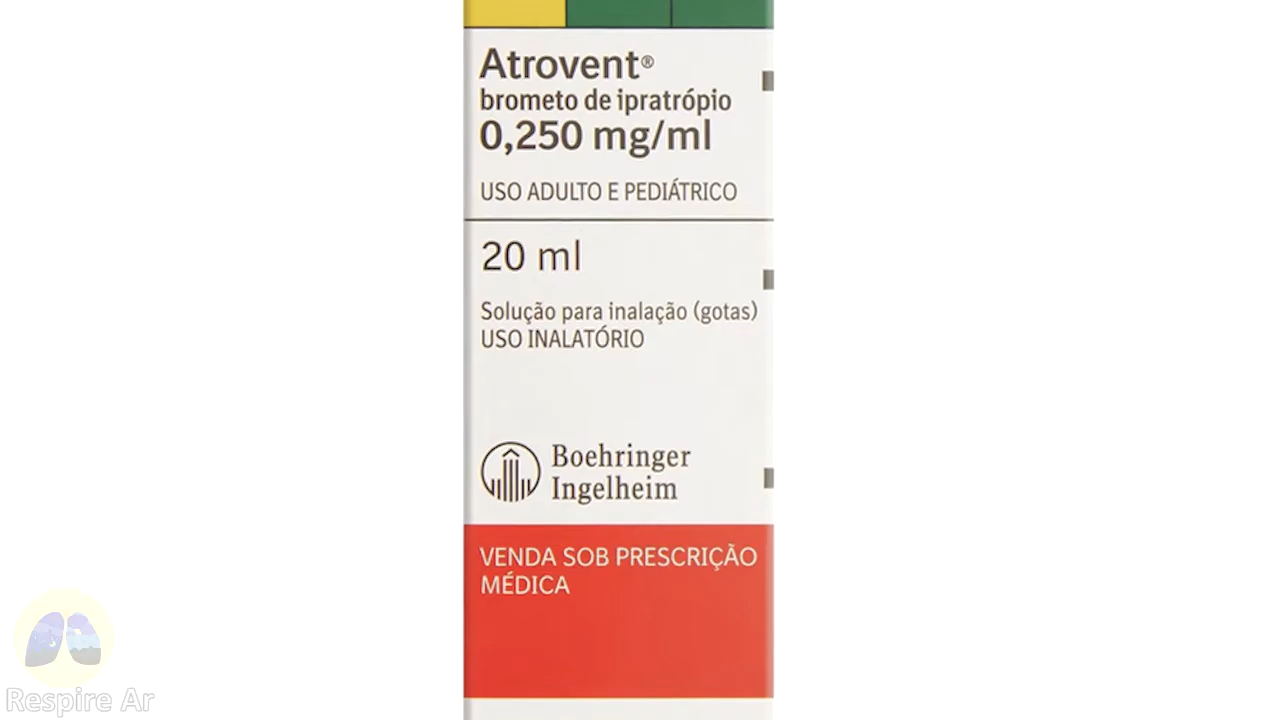 Atrovent®
brometo de ipratrópio
0,250 mg/ml
USO ADULTO E PEDIÁTRICO
20 ml
Solução para inalação (gotas)
USO INALATÓRIO
Boehringer
Ingelheim
VENDA SOB PRESCRIÇÃO
MÉDICA
Respire Ar